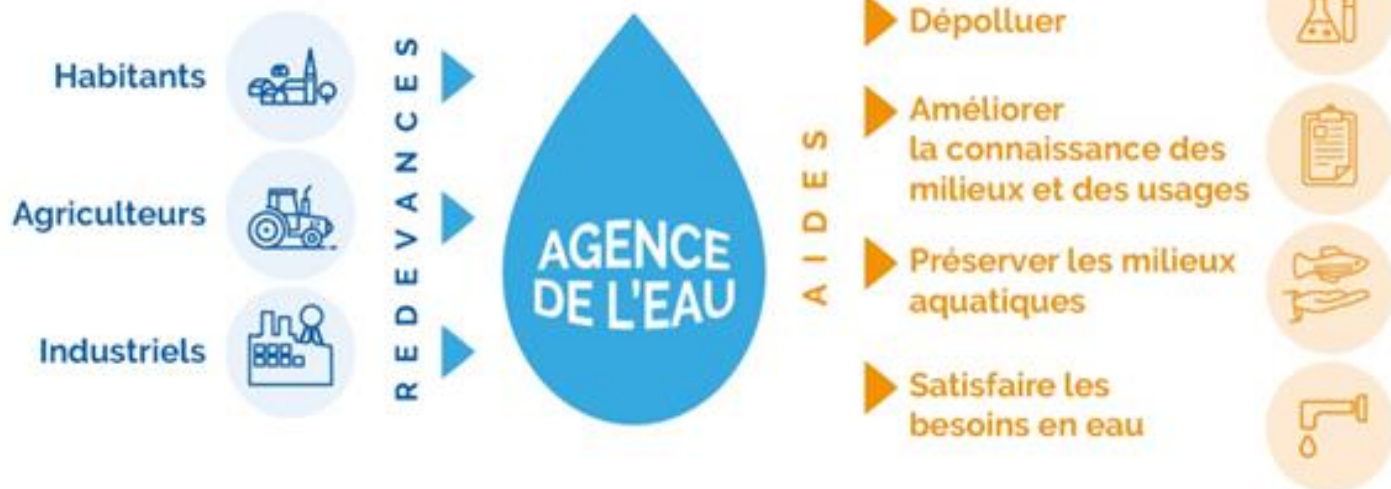 Habitants
Agriculteurs
Industriels
REDEVANCES
AGENCE
DE L'EAU
AIDES
Dépolluer
Améliorer
la connaissance des
milieux et des usages
Préserver les milieux
aquatiques
Satisfaire les
besoins en eau